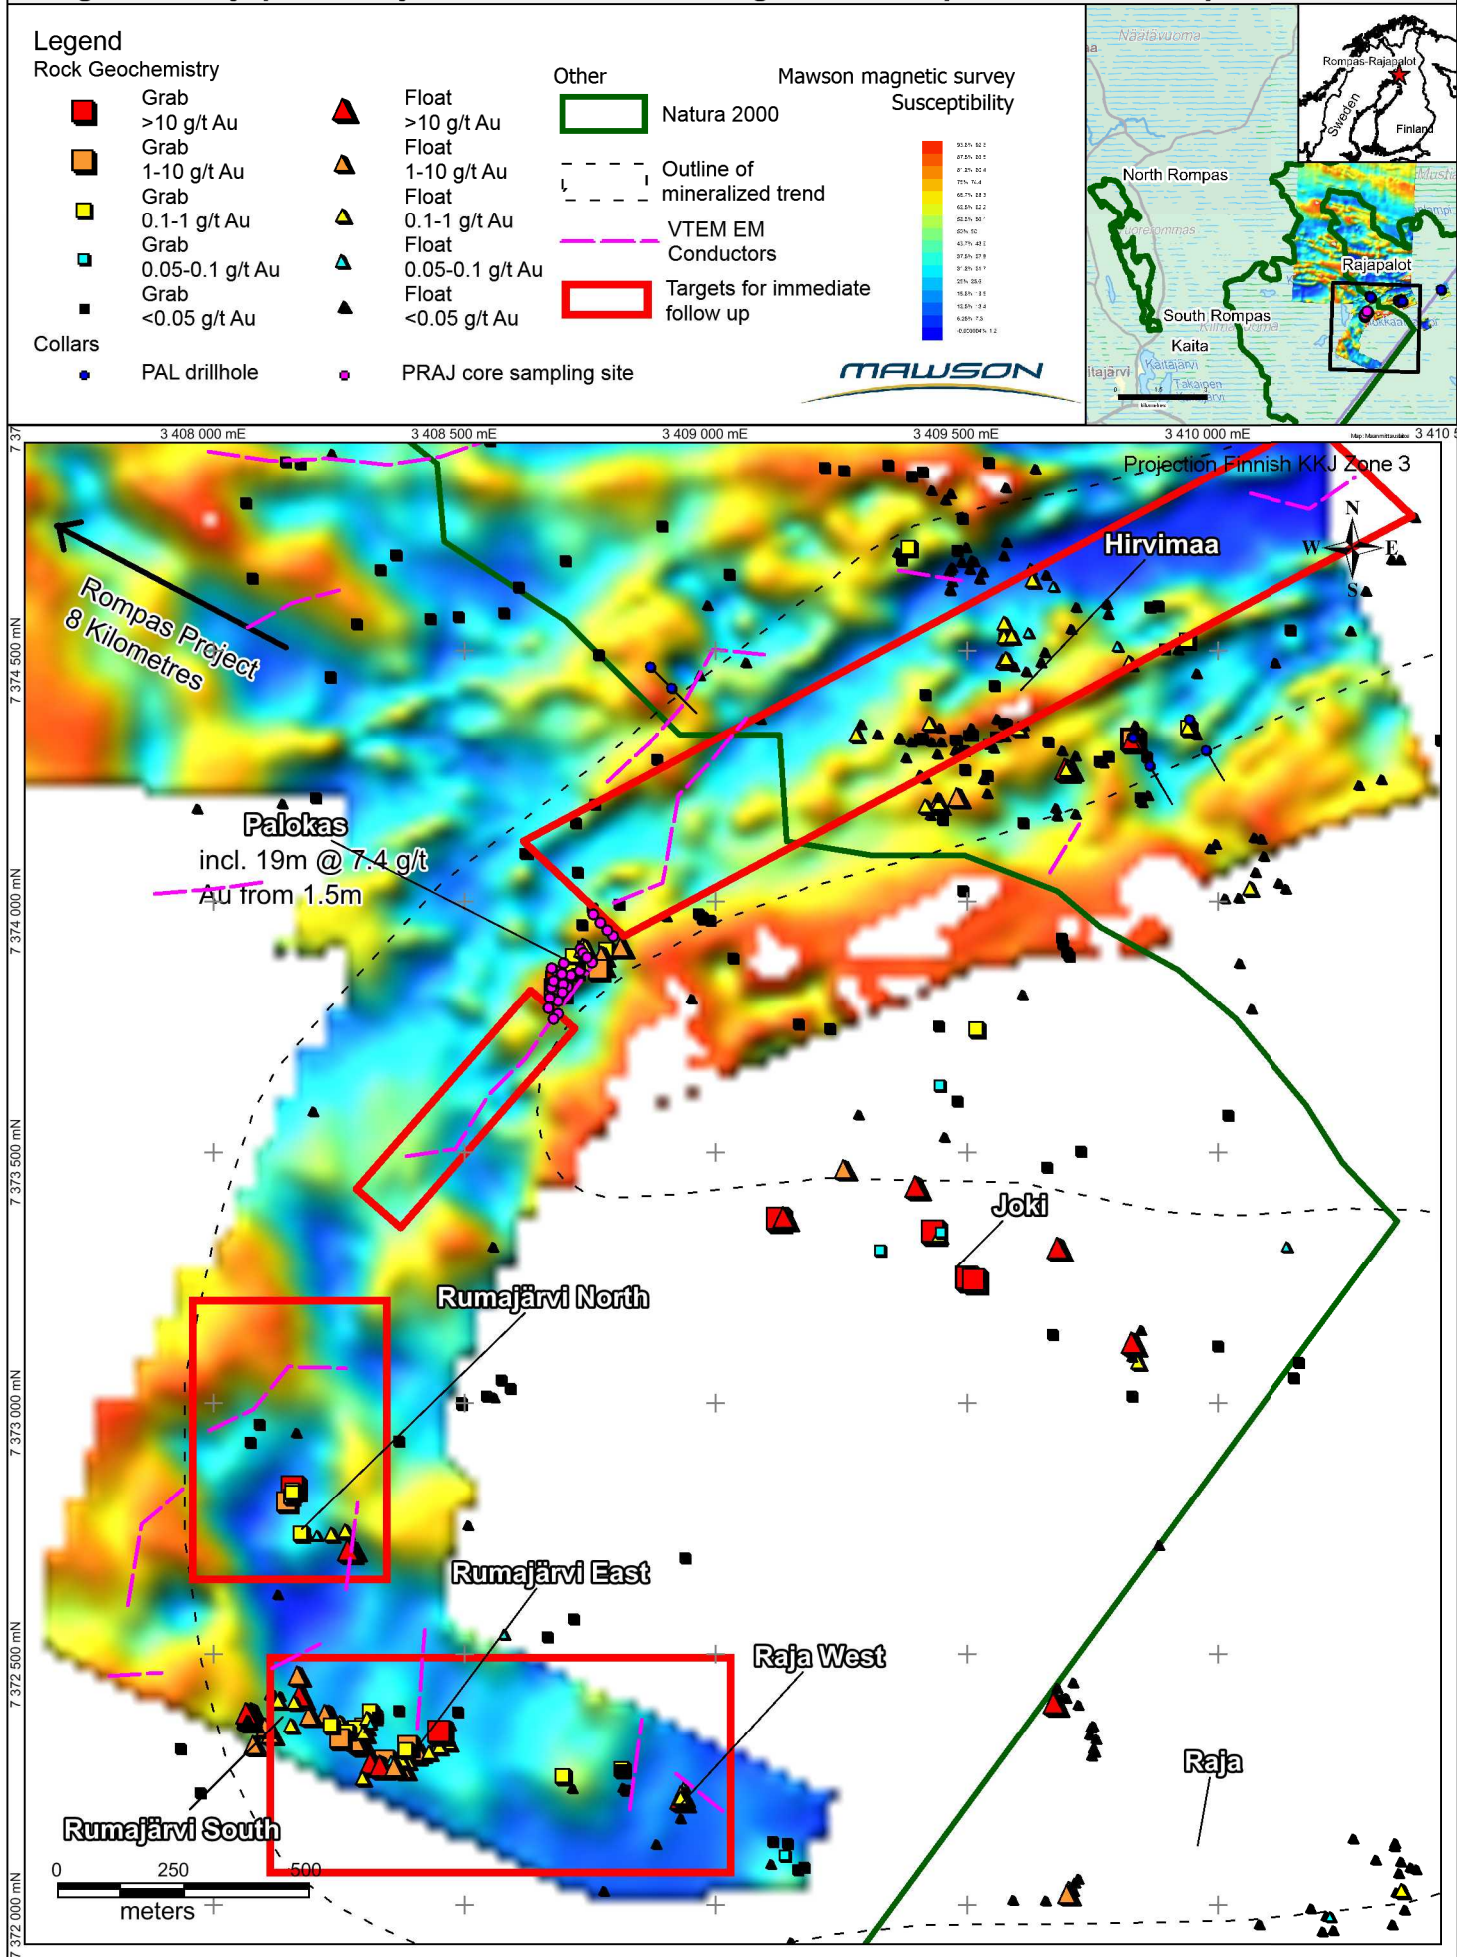 Legend
Rock Geochemistry
Grab
>10 g/t Au
Grab
1-10 g/t Au
Grab
0.1-1 g/t Au
Grab
0.05-0.1 g/t Au
Grab
<0.05 g/t Au
Float
>10 g/t Au
Float
1-10 g/t Au
Float
0.1-1 g/t Au
Float
0.05-0.1 g/t Au
Float
<0.05 g/t Au
Collars
PAL drillhole
PRAJ core sampling site
Other
Natura 2000
Outline of
mineralized trend
VTEM EM
Conductors
Targets for immediate
follow up
Mawson magnetic survey
Susceptibility
MAWSON
Näätävuoma
North Rompas
South Rompas
Kaita
Kaitajärvi
Takainen
Rajapalot
Rompas-Rajapalot
Sweden
Finland
3 408 000 mE
3 408 500 mE
3 409 000 mE
3 409 500 mE
3 410 000 mE
Projection Finnish KKJ Zone 3
N
W
E
S
Rompas Project
8 Kilometres
Hirvimaa
Palokas
incl. 19m @ 7.4 g/t
Au from 1.5m
Joki
Rumajärvi North
Rumajärvi East
Raja West
Raja
Rumajärvi South
0
250
500
meters
7 374 500 mN
7 374 000 mN
7 373 500 mN
7 373 000 mN
7 372 500 mN
7 372 000 mN